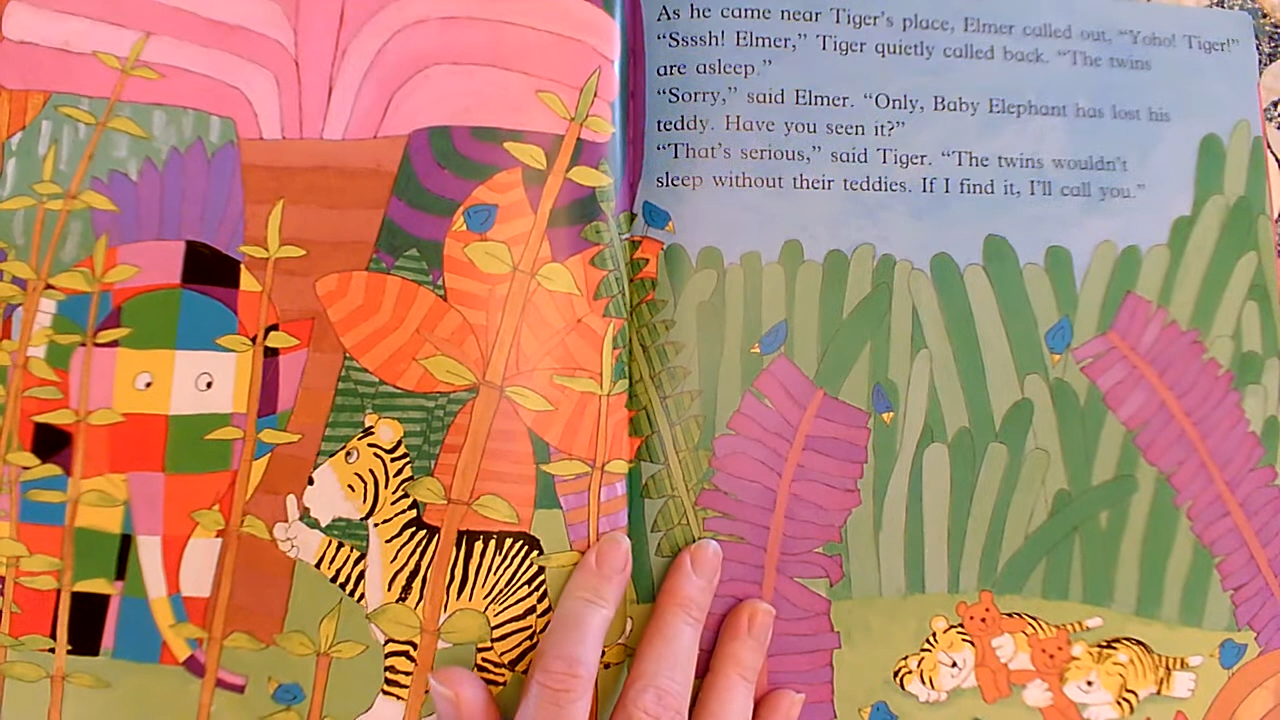 As he came near Tiger's place, Elmer called out, "Yoho! Tiger!"
"Ssssh! Elmer," Tiger quietly called back. "The twins
are asleep."
"Sorry," said Elmer. "Only, Baby Elephant has lost his
teddy. Have you seen it?"
"That's serious," said Tiger. "The twins wouldn't
sleep without their teddies. If I find it, I'll call you."